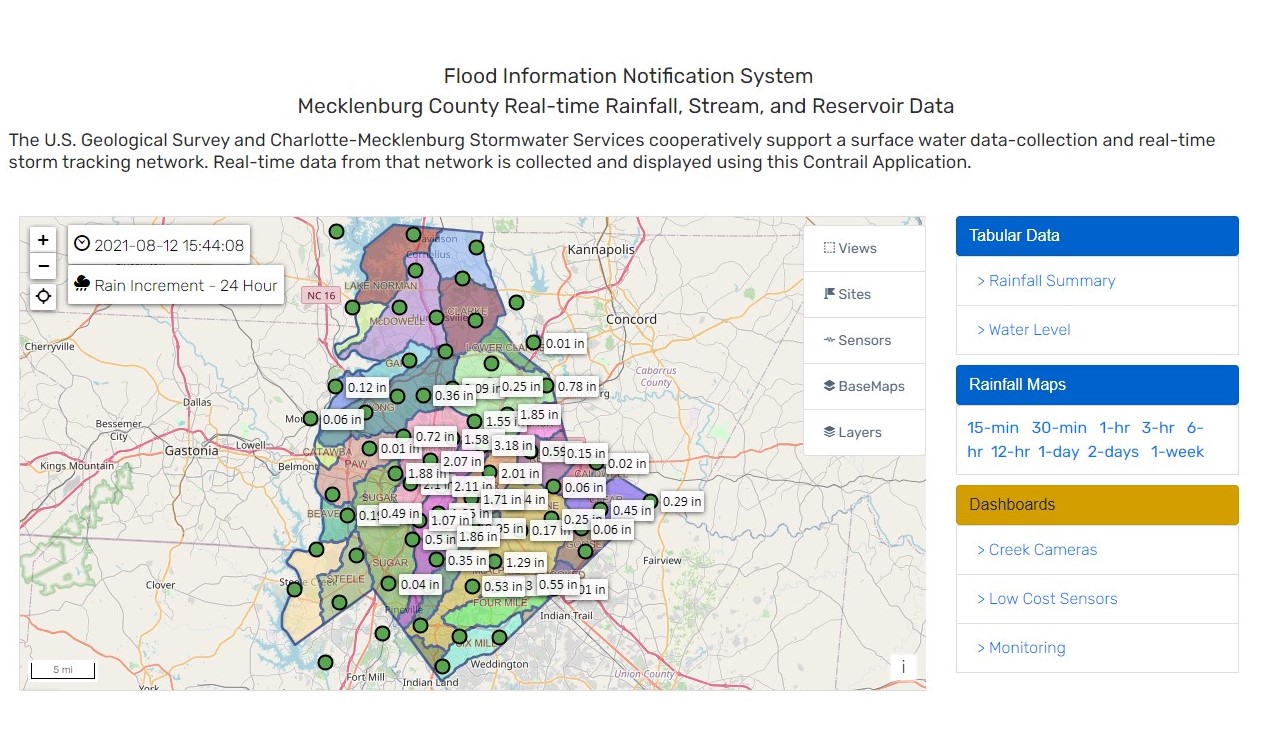 Flood Information Notification System
Mecklenburg County Real-time Rainfall, Stream, and Reservoir Data
The U.S. Geological Survey and Charlotte-Mecklenburg Stormwater Services cooperatively support a surface water data-collection and real-time
storm tracking network. Real-time data from that network is collected and displayed using this Contrail Application.
+
2021-08-12 15:44:08
−
Rain Increment - 24 Hour
Cornelius
Kannapolis
LAKE NORMAN
NC 16
McDOWELL
CLARKE
Concord
Cherryville
LOWER
0.01 in
Cabarrus
County
0.12 in
0.36 in
0.25 in
0.78 in
Dallas
0.06 in
1.55
1.85 in
Bessemer
City
Gastonia
Lowell
CATAWBA
0.72 in
1.58
3.18 in
0.59
0.15 in
0.01 in
Kings Mountain
Belmont
PAW
2.07 in
0.02 in
1.88 in
2.01 in
2.11 in
0.06 in
SUGAR
1.71 in
4 in
0.29 in
0.49 in
0.45 in
1.07 in
0.25
0.5 in
1.86 in
0.17 in
0.06 in
SUGAR
0.35 in
1.29 in
Fairview
Clover
STEELE
0.04 in
0.53 in
0.55 in
01 in
FOUR MILE
Pineville
Indian Trail
SIX MILE
Weddington
5 mi
Fort Mill
Indian Land
Union County
York
i
Views
Sites
Sensors
BaseMaps
Layers
Tabular Data
> Rainfall Summary
> Water Level
Rainfall Maps
15-min 30-min 1-hr 3-hr 6-
hr 12-hr 1-day 2-days 1-week
Dashboards
> Creek Cameras
> Low Cost Sensors
> Monitoring